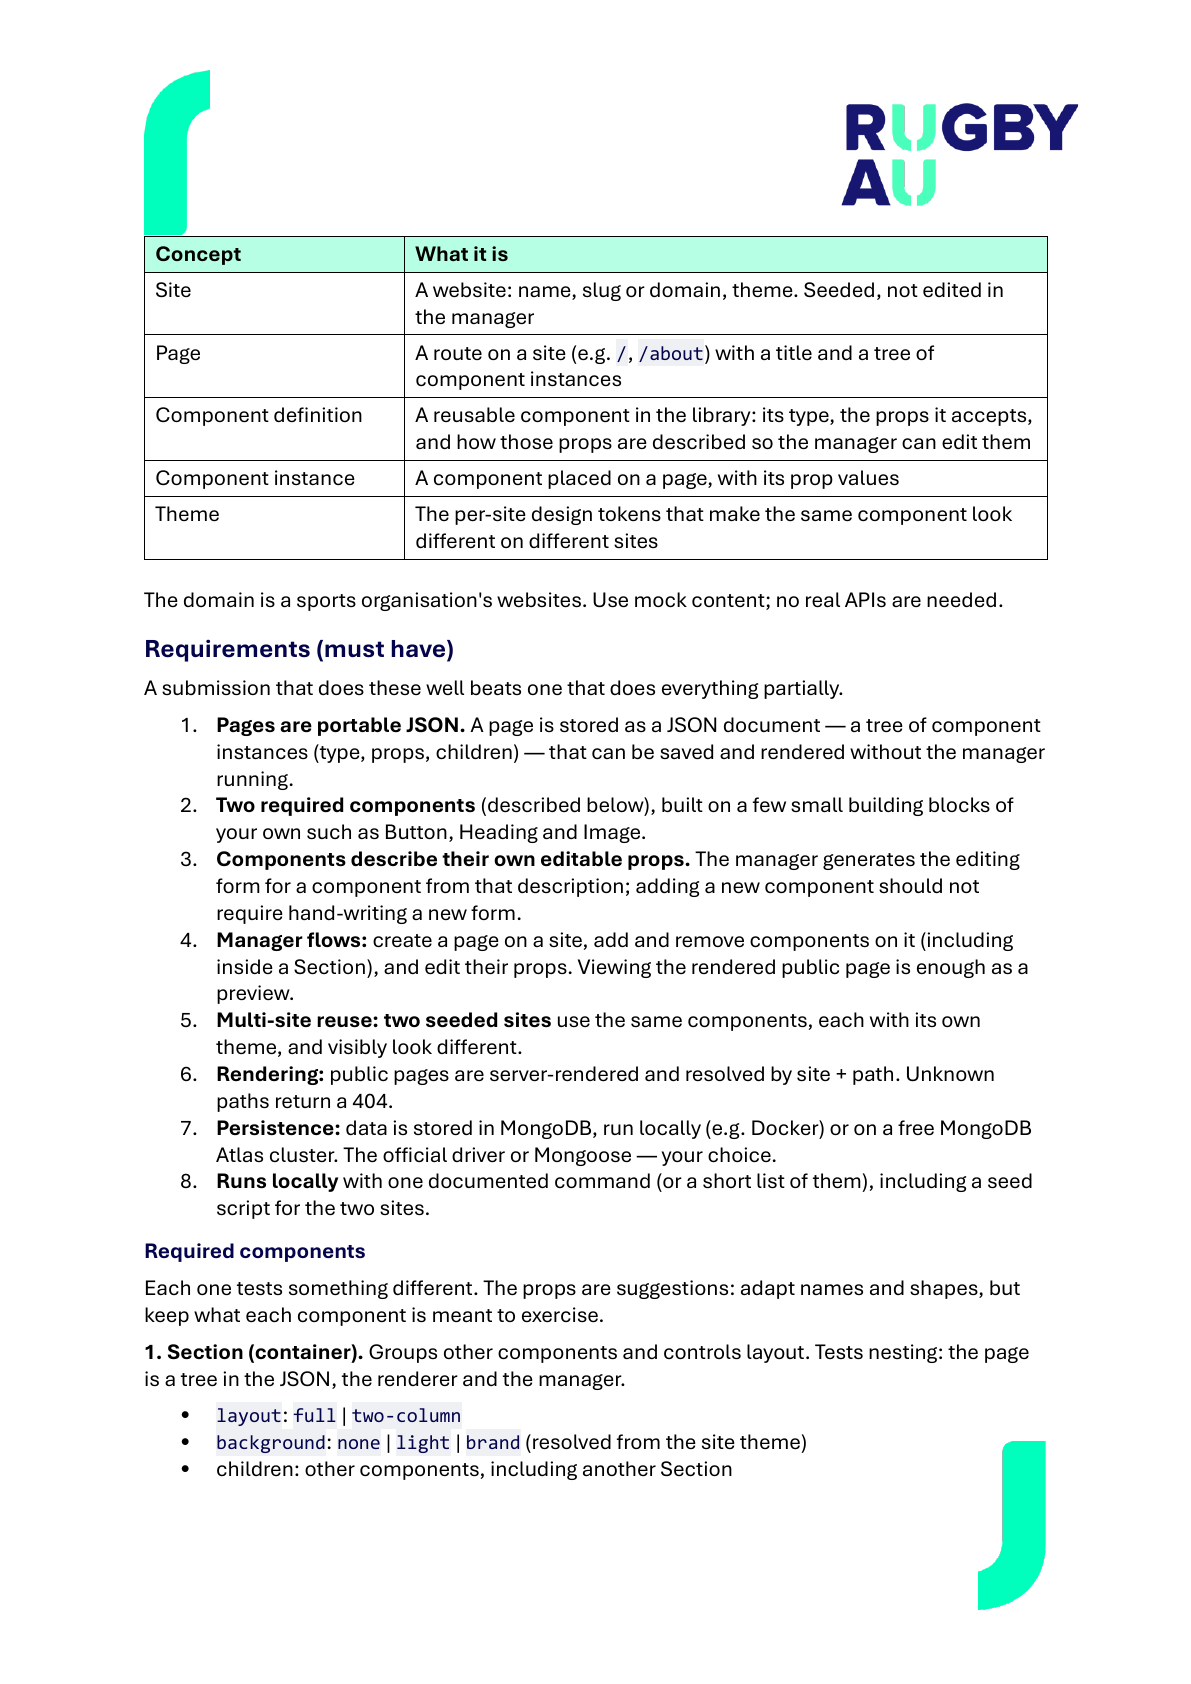 RUGBY
AU
Concept What it is
Site A website: name, slug or domain, theme. Seeded, not edited in
the manager
Page A route on a site (e.g. /, /about) with a title and a tree of
component instances
Component definition A reusable component in the library: its type, the props it accepts,
and how those props are described so the manager can edit them
Component instance A component placed on a page, with its prop values
Theme The per-site design tokens that make the same component look
different on different sites
The domain is a sports organisation's websites. Use mock content; no real APIs are needed.
Requirements (must have)
A submission that does these well beats one that does everything partially.
1. Pages are portable JSON. A page is stored as a JSON document — a tree of component
instances (type, props, children) — that can be saved and rendered without the manager
running.
2. Two required components (described below), built on a few small building blocks of
your own such as Button, Heading and Image.
3. Components describe their own editable props. The manager generates the editing
form for a component from that description; adding a new component should not
require hand-writing a new form.
4. Manager flows: create a page on a site, add and remove components on it (including
inside a Section), and edit their props. Viewing the rendered public page is enough as a
preview.
5. Multi-site reuse: two seeded sites use the same components, each with its own
theme, and visibly look different.
6. Rendering: public pages are server-rendered and resolved by site + path. Unknown
paths return a 404.
7. Persistence: data is stored in MongoDB, run locally (e.g. Docker) or on a free MongoDB
Atlas cluster. The official driver or Mongoose — your choice.
8. Runs locally with one documented command (or a short list of them), including a seed
script for the two sites.
Required components
Each one tests something different. The props are suggestions: adapt names and shapes, but
keep what each component is meant to exercise.
1. Section (container). Groups other components and controls layout. Tests nesting: the page
is a tree in the JSON, the renderer and the manager.
• layout: full | two-column
• background: none | light | brand (resolved from the site theme)
• children: other components, including another Section